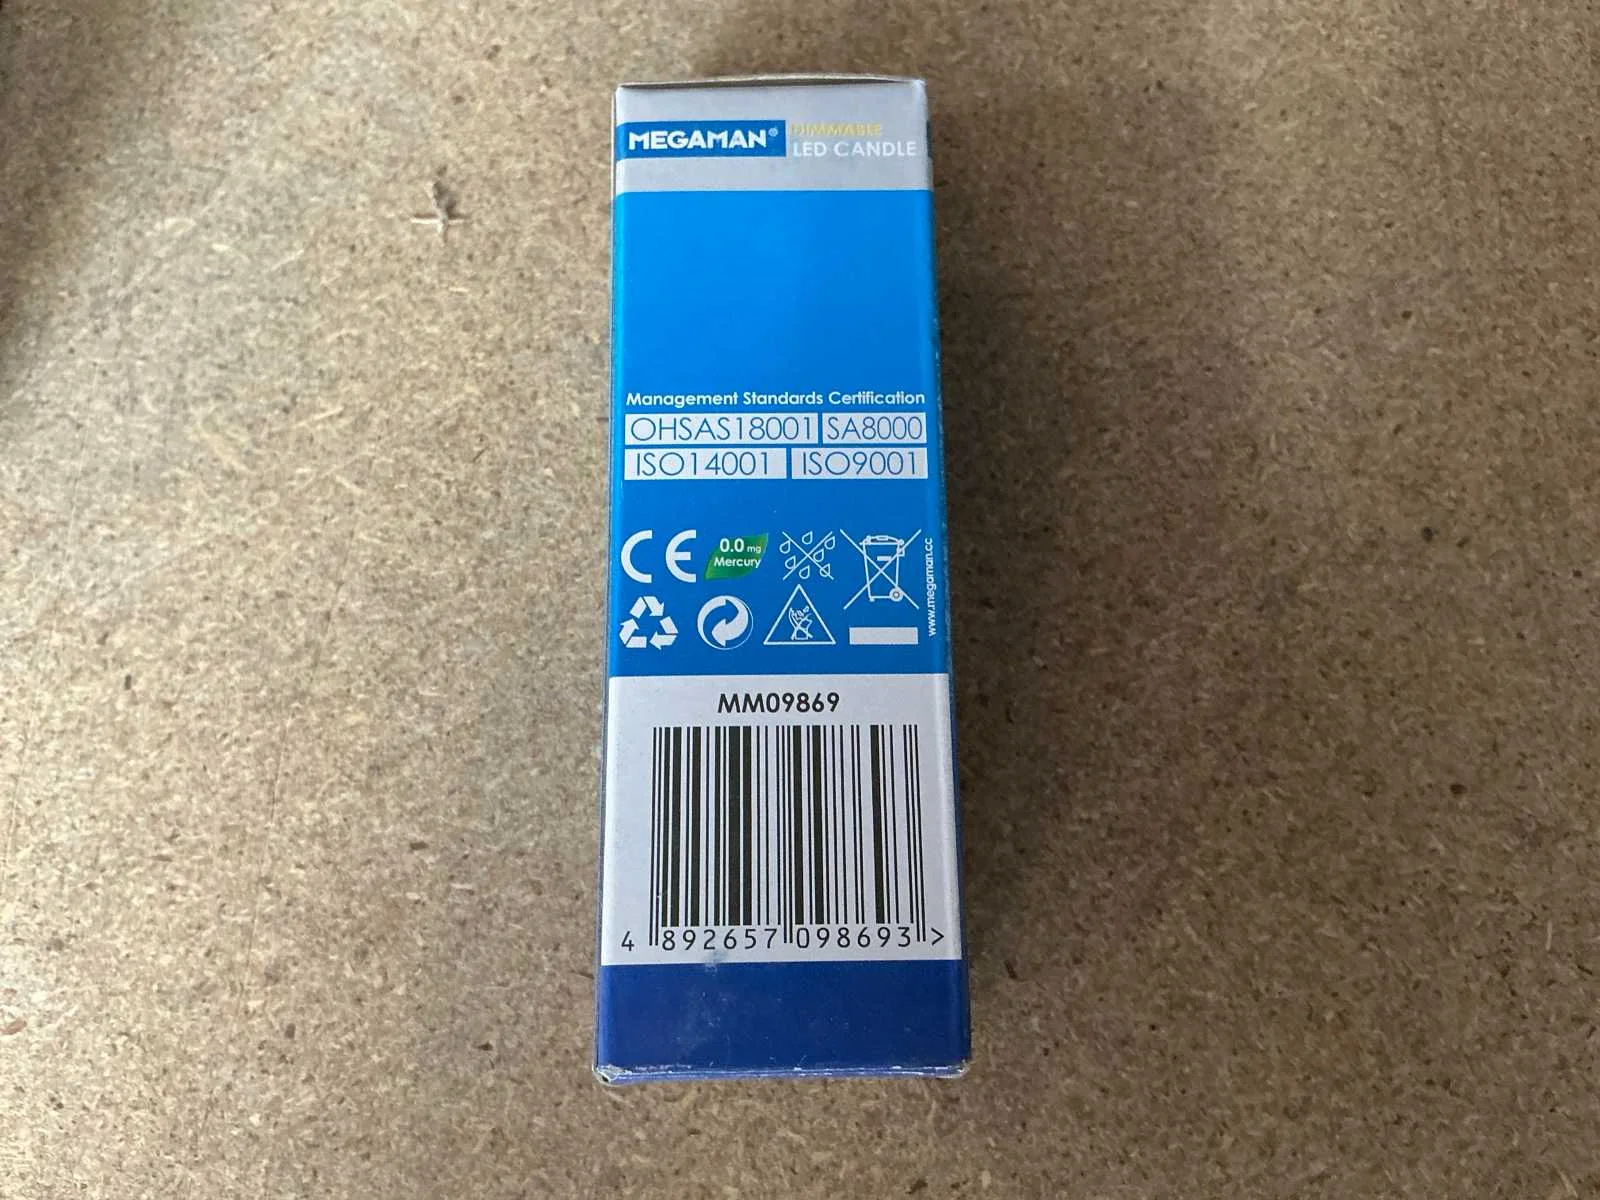 MEGAMAN® DIMMABLE
LED CANDLE
Management Standards Certification
OHSAS18001 SA8000
ISO14001 ISO9001
CE 0.0 mg
Mercury
www.megaman.cc
MM09869
4 892657 098693 >